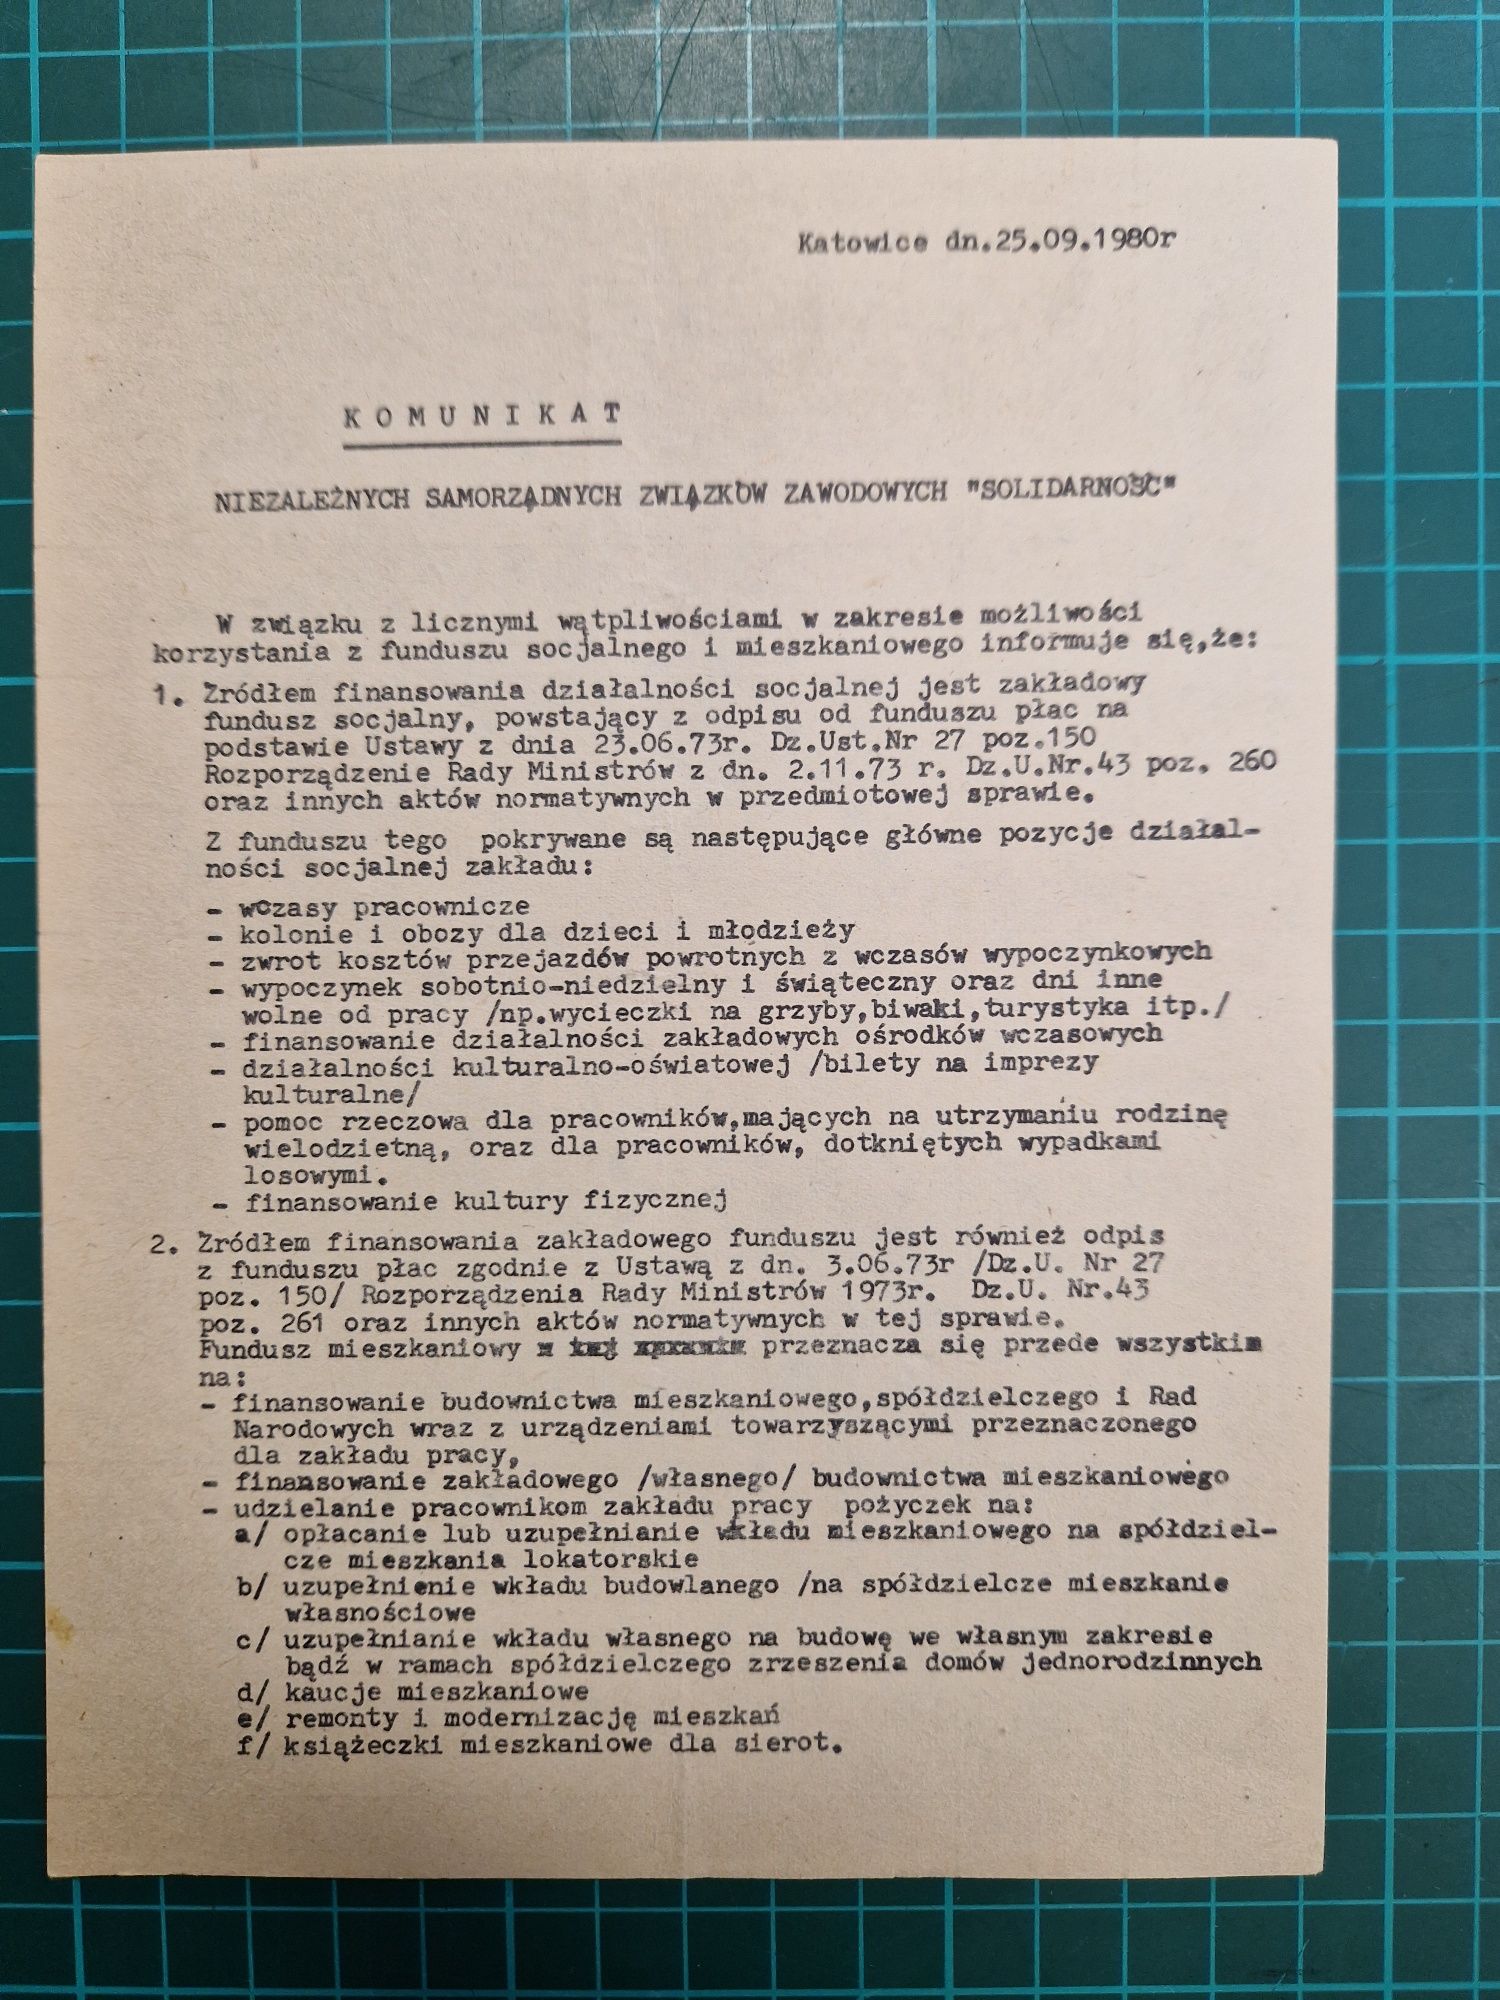 Katowice dn.25.09.1980r
K O M U N I K A T
NIEZALEŻNYCH SAMORZĄDNYCH ZWIĄZKÓW ZAWODOWYCH "SOLIDARNOŚĆ"
W związku z licznymi wątpliwościami w zakresie możliwości
korzystania z funduszu socjalnego i mieszkaniowego informuje się,że:
1. Źródłem finansowania działalności socjalnej jest zakładowy
fundusz socjalny, powstający z odpisu od funduszu płac na
podstawie Ustawy z dnia 23.06.73r. Dz.Ust.Nr 27 poz.150
Rozporządzenie Rady Ministrów z dn. 2.11.73 r. Dz.U.Nr.43 poz. 260
oraz innych aktów normatywnych w przedmiotowej sprawie.
Z funduszu tego pokrywane są następujące główne pozycje działal-
ności socjalnej zakładu:
- wczasy pracownicze
- kolonie i obozy dla dzieci i młodzieży
- zwrot kosztów przejazdów powrotnych z wczasów wypoczynkowych
- wypoczynek sobotnio-niedzielny i świąteczny oraz dni inne
wolne od pracy /np.wycieczki na grzyby,biwaki,turystyka itp./
- finansowanie działalności zakładowych ośrodków wczasowych
- działalności kulturalno-oświatowej /bilety na imprezy
kulturalne/
- pomoc rzeczowa dla pracowników,mających na utrzymaniu rodzinę
wielodzietną, oraz dla pracowników, dotkniętych wypadkami
losowymi.
- finansowanie kultury fizycznej
2. Źródłem finansowania zakładowego funduszu jest również odpis
z funduszu płac zgodnie z Ustawą z dn. 3.06.73r /Dz.U. Nr 27
poz. 150/ Rozporządzenia Rady Ministrów 1973r. Dz.U. Nr.43
poz. 261 oraz innych aktów normatywnych w tej sprawie.
Fundusz mieszkaniowy w tej sprawie przeznacza się przede wszystkim
na:
- finansowanie budownictwa mieszkaniowego,spółdzielczego i Rad
Narodowych wraz z urządzeniami towarzyszącymi przeznaczonego
dla zakładu pracy,
- finansowanie zakładowego /własnego/ budownictwa mieszkaniowego
- udzielanie pracownikom zakładu pracy pożyczek na:
a/ opłacanie lub uzupełnianie wkładu mieszkaniowego na spółdziel-
cze mieszkania lokatorskie
b/ uzupełnienie wkładu budowlanego /na spółdzielcze mieszkanie
własnościowe
c/ uzupełnianie wkładu własnego na budowę we własnym zakresie
bądź w ramach spółdzielczego zrzeszenia domów jednorodzinnych
d/ kaucje mieszkaniowe
e/ remonty i modernizację mieszkań
f/ książeczki mieszkaniowe dla sierot.